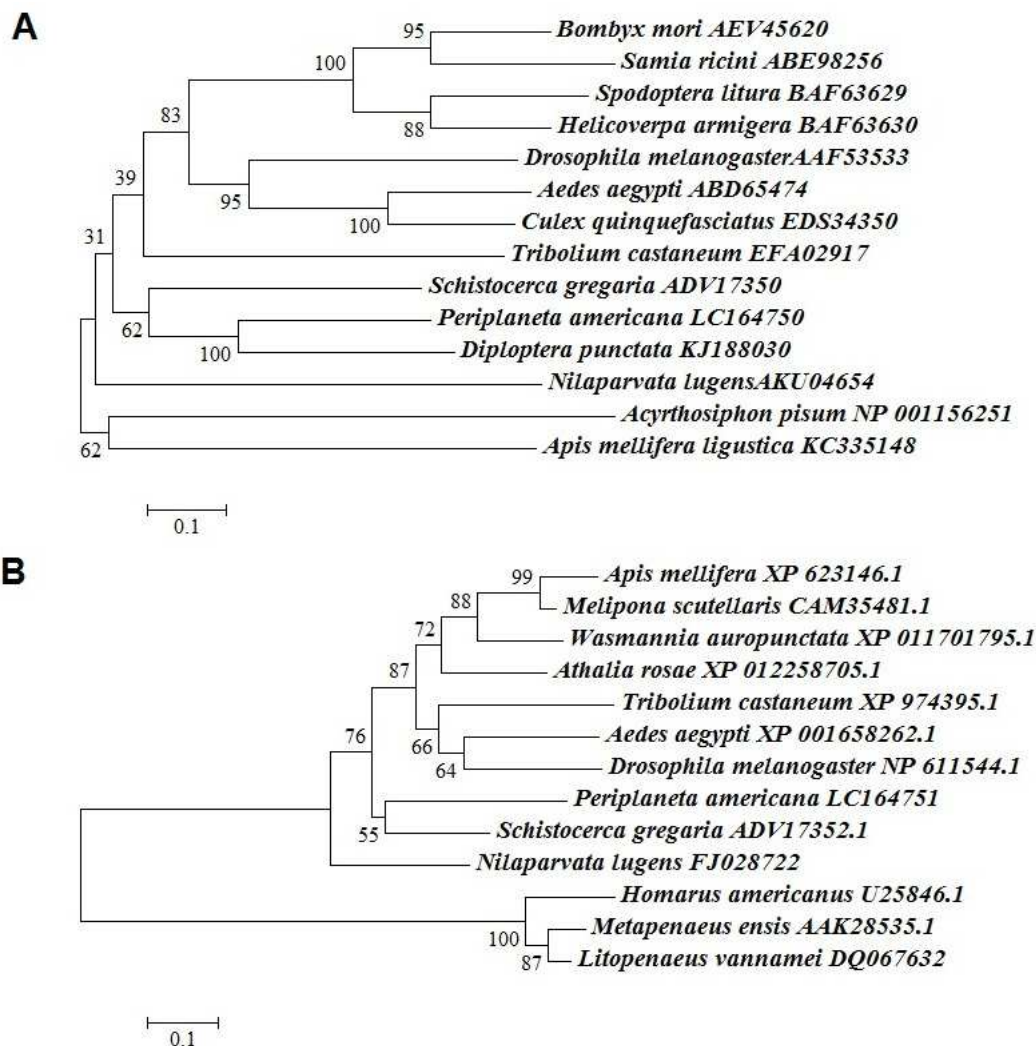 A
Bombyx mori AEV45620
95
Samia ricini ABE98256
100
Spodoptera litura BAF63629
88
Helicoverpa armigera BAF63630
83
Drosophila melanogasterAAF53533
95
Aedes aegypti ABD65474
100
Culex quinquefasciatus EDS34350
39
Tribolium castaneum EFA02917
31
Schistocerca gregaria ADV17350
62
Periplaneta americana LC164750
100
Diploptera punctata KJ188030
Nilaparvata lugensAKU04654
Acyrthosiphon pisum NP 001156251
62
Apis mellifera ligustica KC335148
0.1
B
Apis mellifera XP 623146.1
99
Melipona scutellaris CAM35481.1
88
Wasmannia auropunctata XP 011701795.1
72
Athalia rosae XP 012258705.1
87
Tribolium castaneum XP 974395.1
66
Aedes aegypti XP 001658262.1
64
Drosophila melanogaster NP 611544.1
76
Periplaneta americana LC164751
55
Schistocerca gregaria ADV17352.1
Nilaparvata lugens FJ028722
Homarus americanus U25846.1
100
Metapenaeus ensis AAK28535.1
87
Litopenaeus vannamei DQ067632
0.1